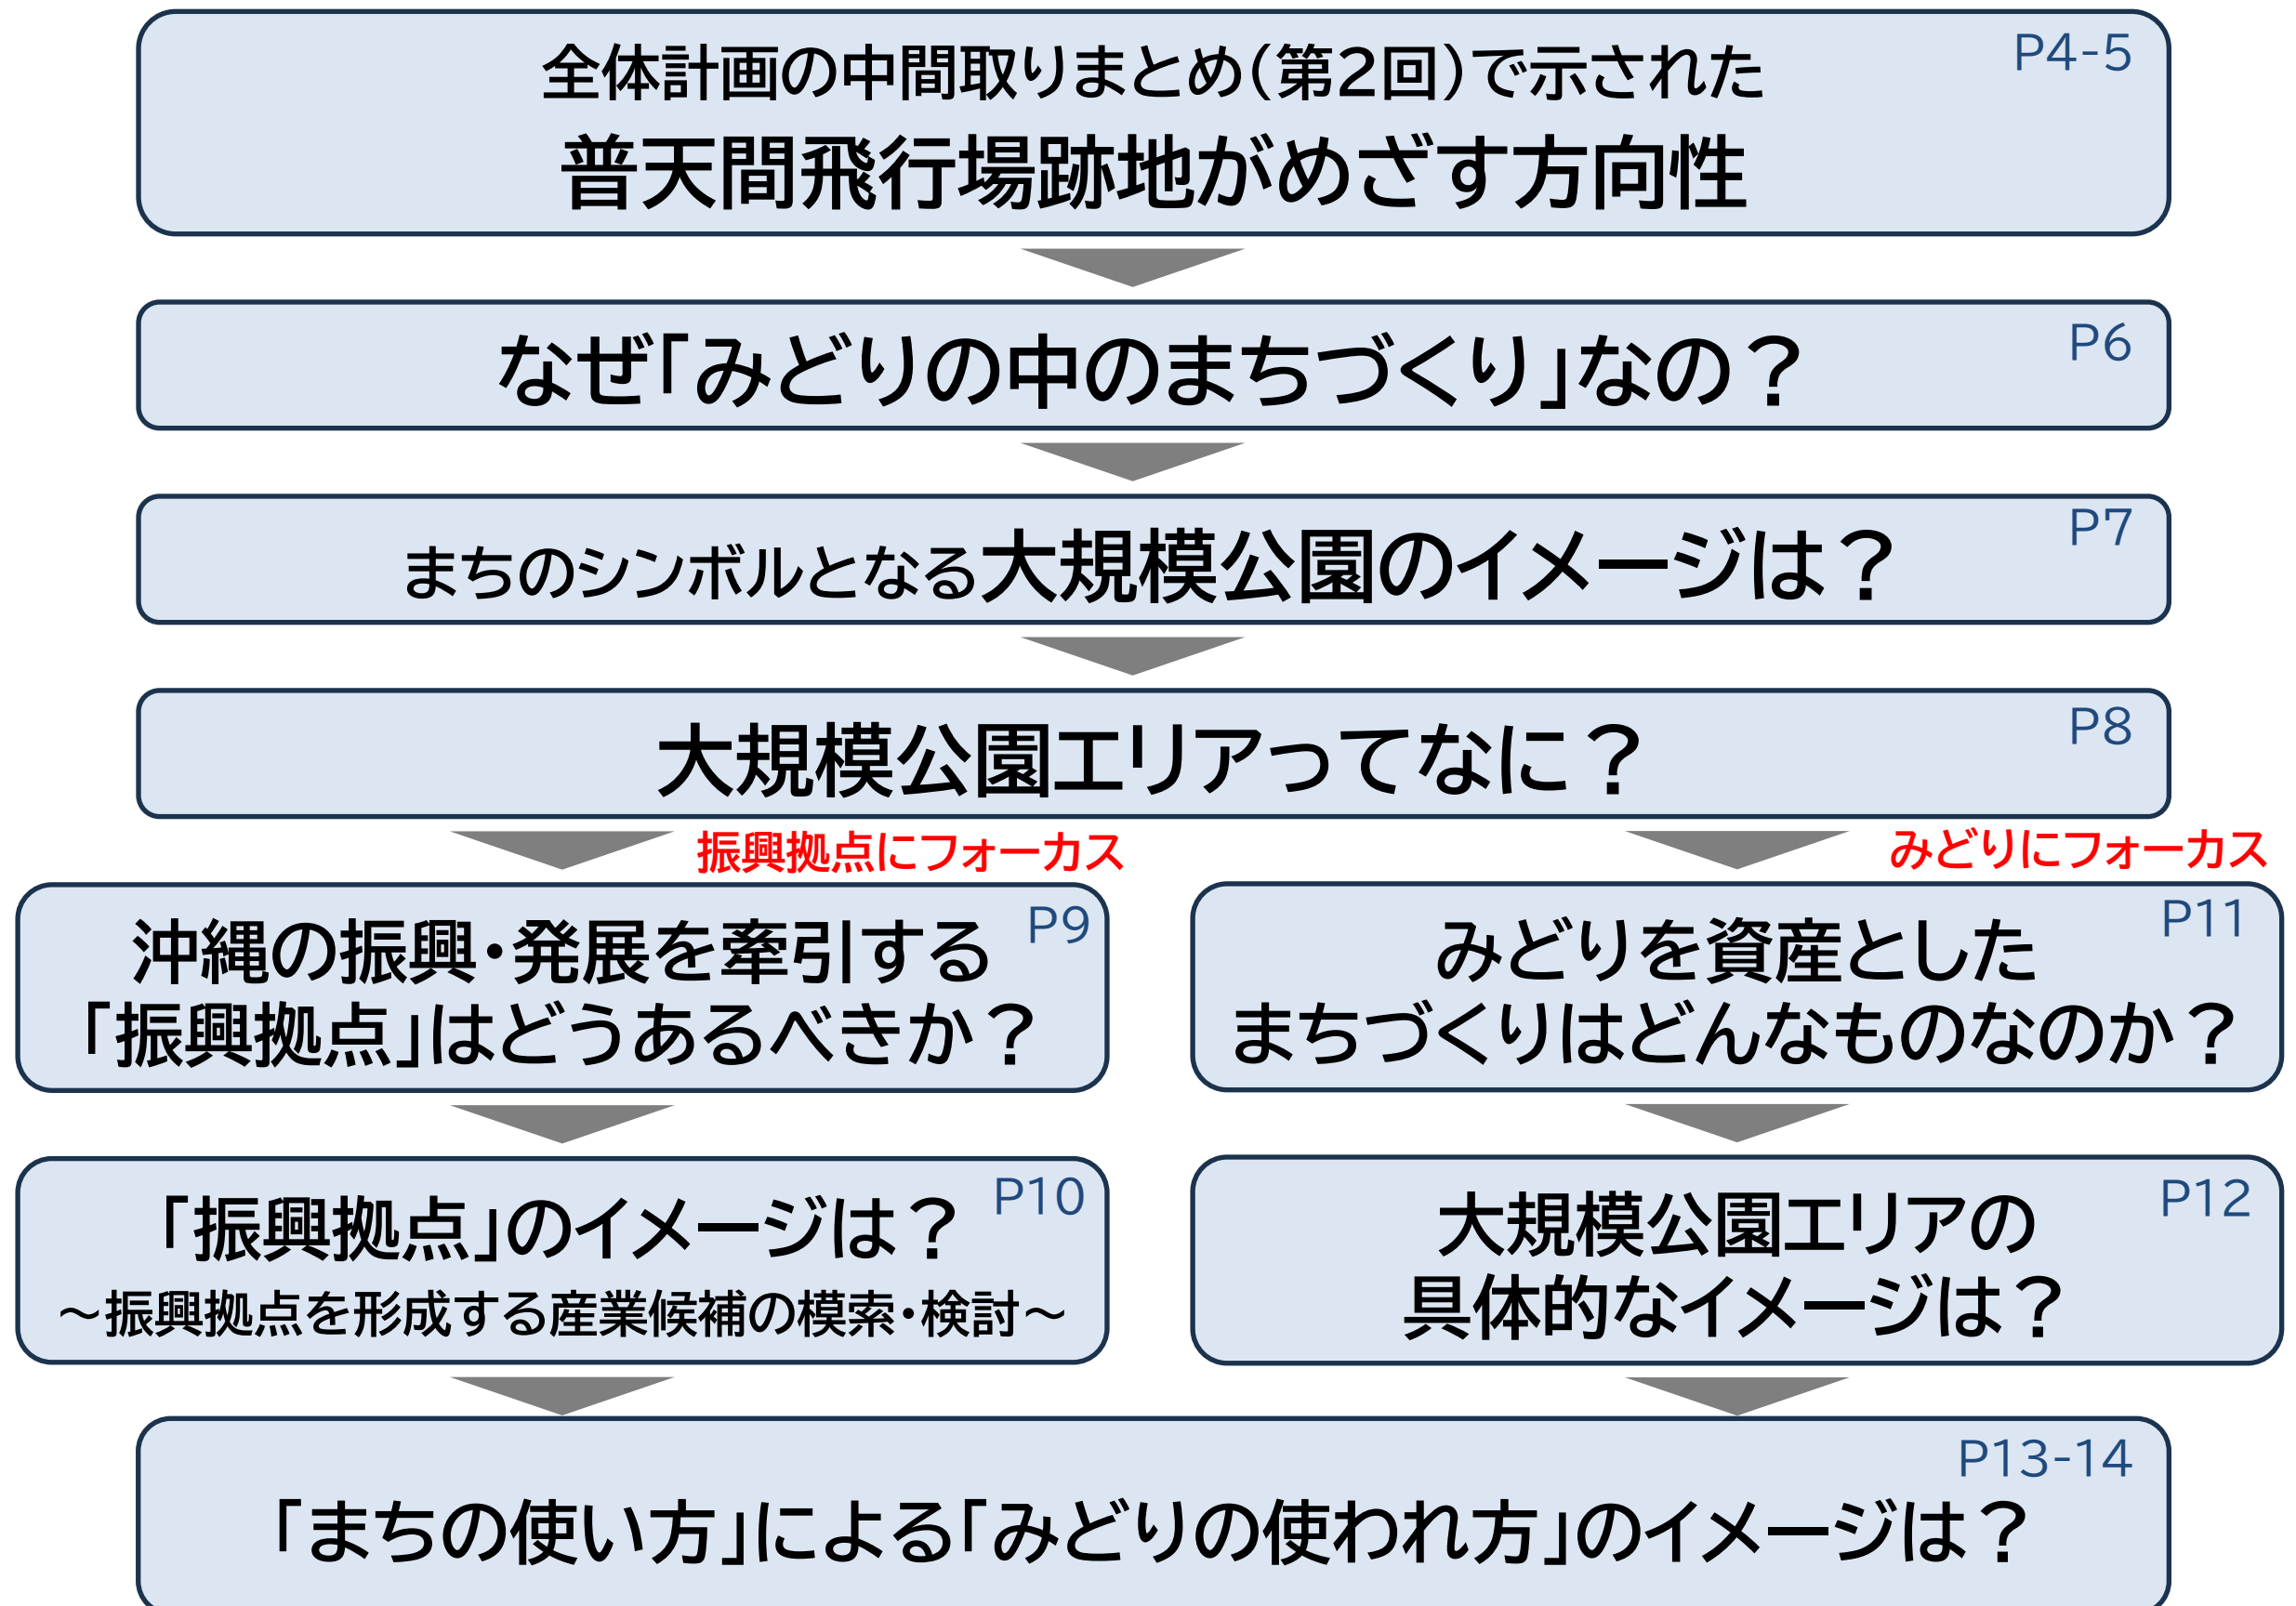 全体計画の中間取りまとめ(第2回)で示された
P4-5
普天間飛行場跡地がめざす方向性
なぜ「みどりの中のまちづくり」なの？
P6
まちのシンボルとなる大規模公園のイメージは？
P7
大規模公園エリアってなに？
P8
振興拠点にフォーカス
沖縄の振興・発展を牽引する
P9
「振興拠点」はどうあるべきか？
「振興拠点」のイメージは？
P10
～振興拠点を形成する産業・機能等の模索・検討～
みどりにフォーカス
みどりを資産とした
P11
まちづくりはどんなものなのか？
大規模公園エリアの
P12
具体的なイメージは？
P13-14
「まちの使い方」による「みどりの使われ方」のイメージは？